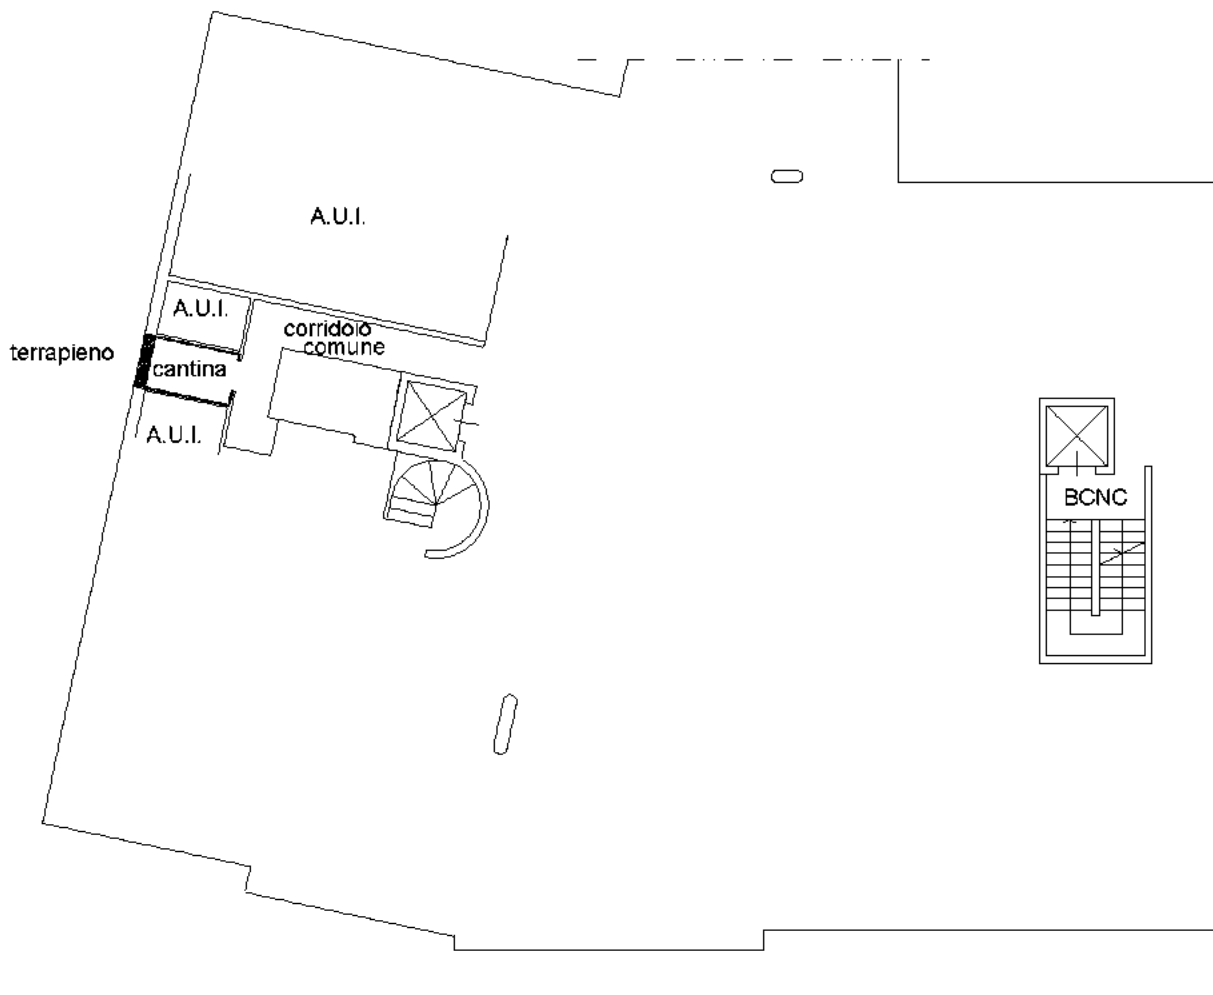 A.U.I.
A.U.I.
corridoio
comune
terrapieno
cantina
A.U.I.
BCNC